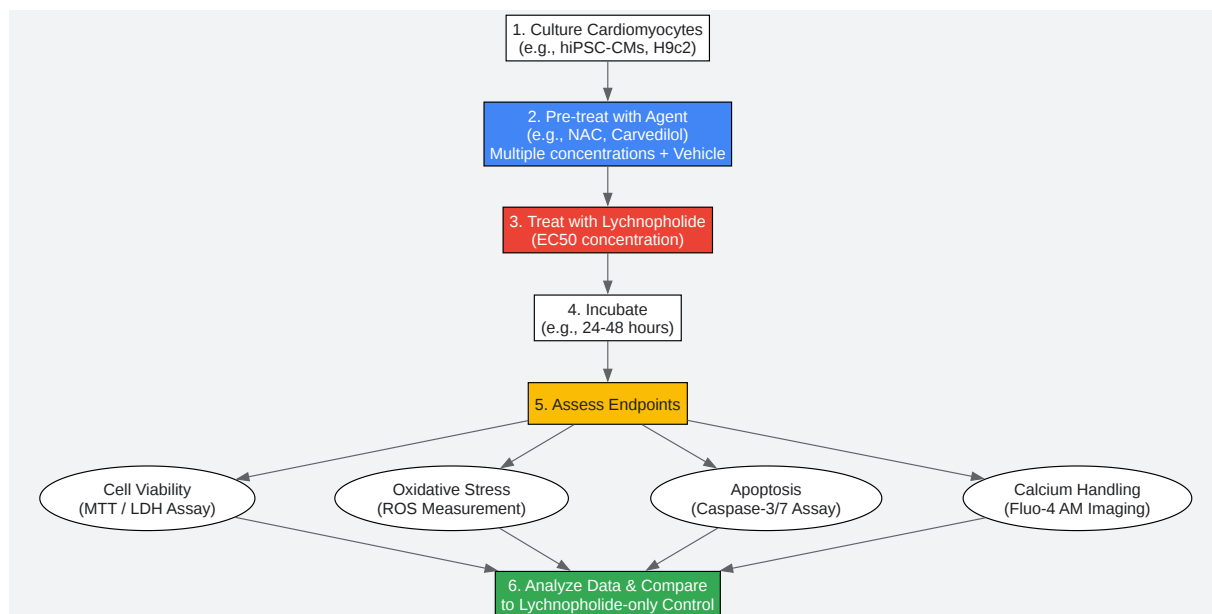 1. Culture Cardiomyocytes
(e.g., hiPSC-CMs, H9c2)
2. Pre-treat with Agent
(e.g., NAC, Carvedilol)
Multiple concentrations + Vehicle
3. Treat with Lychnopholide
(EC50 concentration)
4. Incubate
(e.g., 24-48 hours)
5. Assess Endpoints
Cell Viability
(MTT / LDH Assay)
Oxidative Stress
(ROS Measurement)
Apoptosis
(Caspase-3/7 Assay)
Calcium Handling
(Fluo-4 AM Imaging)
6. Analyze Data & Compare
to Lychnopholide-only Control